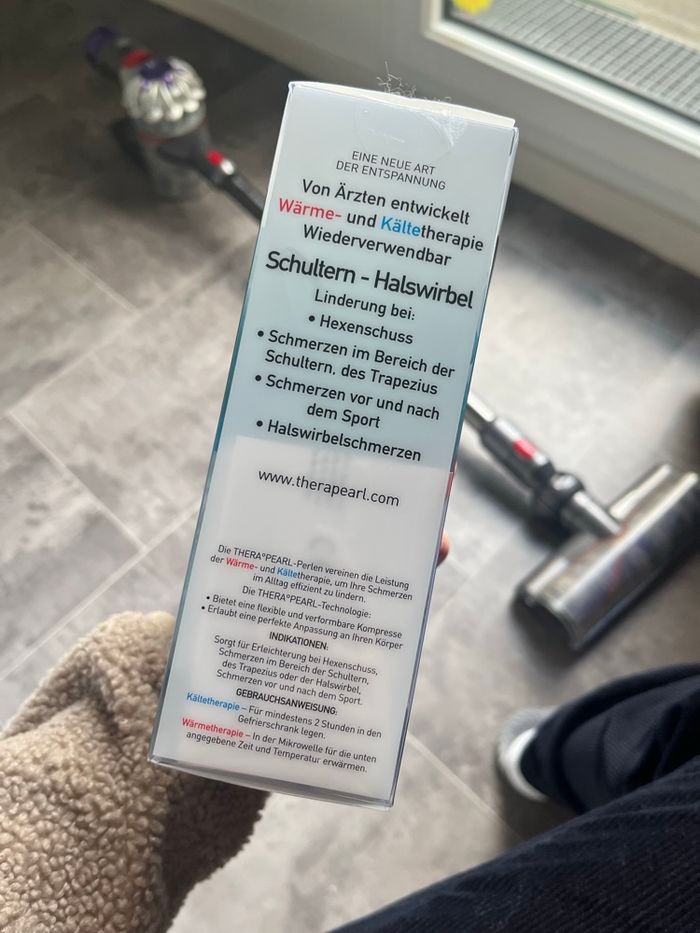 EINE NEUE ART
DER ENTSPANNUNG
Von Ärzten entwickelt
Wärme- und Kältetherapie
Wiederverwendbar
Schultern - Halswirbel
Linderung bei:
• Hexenschuss
• Schmerzen im Bereich der
Schultern, des Trapezius
• Schmerzen vor und nach
dem Sport
• Halswirbelschmerzen
www.therapearl.com
Die THERA°PEARL-Perlen vereinen die Leistung
der Wärme- und Kältetherapie, um Ihre Schmerzen
im Alltag effizient zu lindern.
Die THERA°PEARL-Technologie:
• Bietet eine flexible und verformbare Kompresse
• Erlaubt eine perfekte Anpassung an Ihren Körper
INDIKATIONEN:
Sorgt für Erleichterung bei Hexenschuss,
Schmerzen im Bereich der Schultern,
des Trapezius oder der Halswirbel,
Schmerzen vor und nach dem Sport.
GEBRAUCHSANWEISUNG:
Kältetherapie – Für mindestens 2 Stunden in den
Gefrierschrank legen.
Wärmetherapie – In der Mikrowelle für die unten
angegebene Zeit und Temperatur erwärmen.